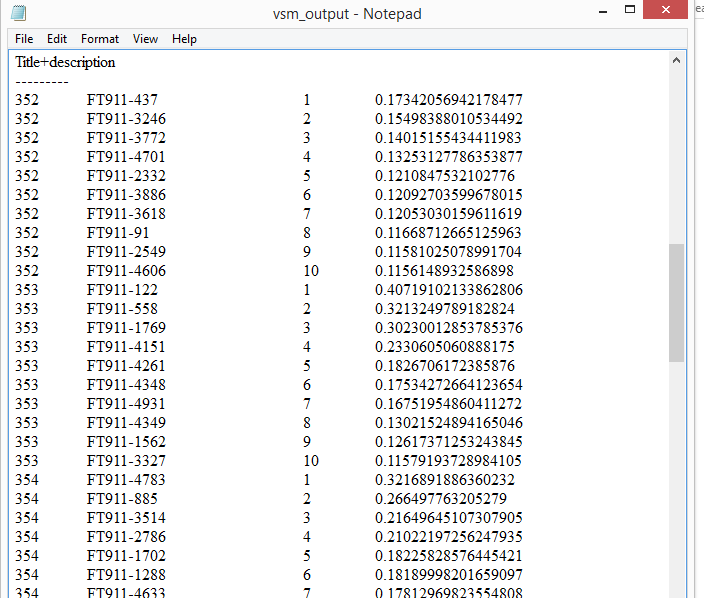 vsm_output - Notepad
File Edit Format View Help
Title+description
---------
352 FT911-437 1 0.17342056942178477
352 FT911-3246 2 0.15498388010534492
352 FT911-3772 3 0.14015155434411983
352 FT911-4701 4 0.13253127786353877
352 FT911-2332 5 0.1210847532102776
352 FT911-3886 6 0.12092703599678015
352 FT911-3618 7 0.12053030159611619
352 FT911-91 8 0.11668712665125963
352 FT911-2549 9 0.11581025078991704
352 FT911-4606 10 0.1156148932586898
353 FT911-122 1 0.40719102133862806
353 FT911-558 2 0.3213249789182824
353 FT911-1769 3 0.30230012853785376
353 FT911-4151 4 0.2330605060888175
353 FT911-4261 5 0.1826706172385876
353 FT911-4348 6 0.17534272664123654
353 FT911-4931 7 0.16751954860411272
353 FT911-4349 8 0.13021524894165046
353 FT911-1562 9 0.12617371253243845
353 FT911-3327 10 0.11579193728984105
354 FT911-4783 1 0.3216891886360232
354 FT911-885 2 0.266497763205279
354 FT911-3514 3 0.21649645107307905
354 FT911-2786 4 0.21022197256247935
354 FT911-1702 5 0.18225828576445421
354 FT911-1288 6 0.18189998201659097
354 FT911-4633 7 0.17812969823554808